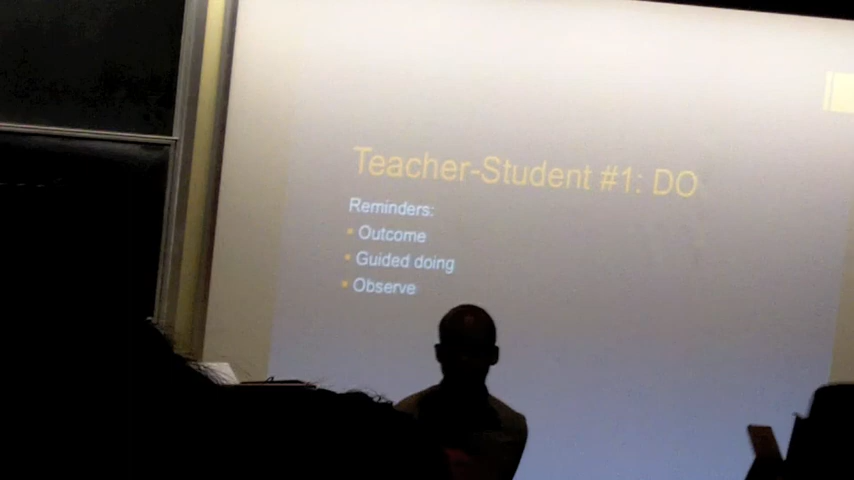 Teacher-Student #1: DO
Reminders:
▪ Outcome
▪ Guided doing
▪ Observe